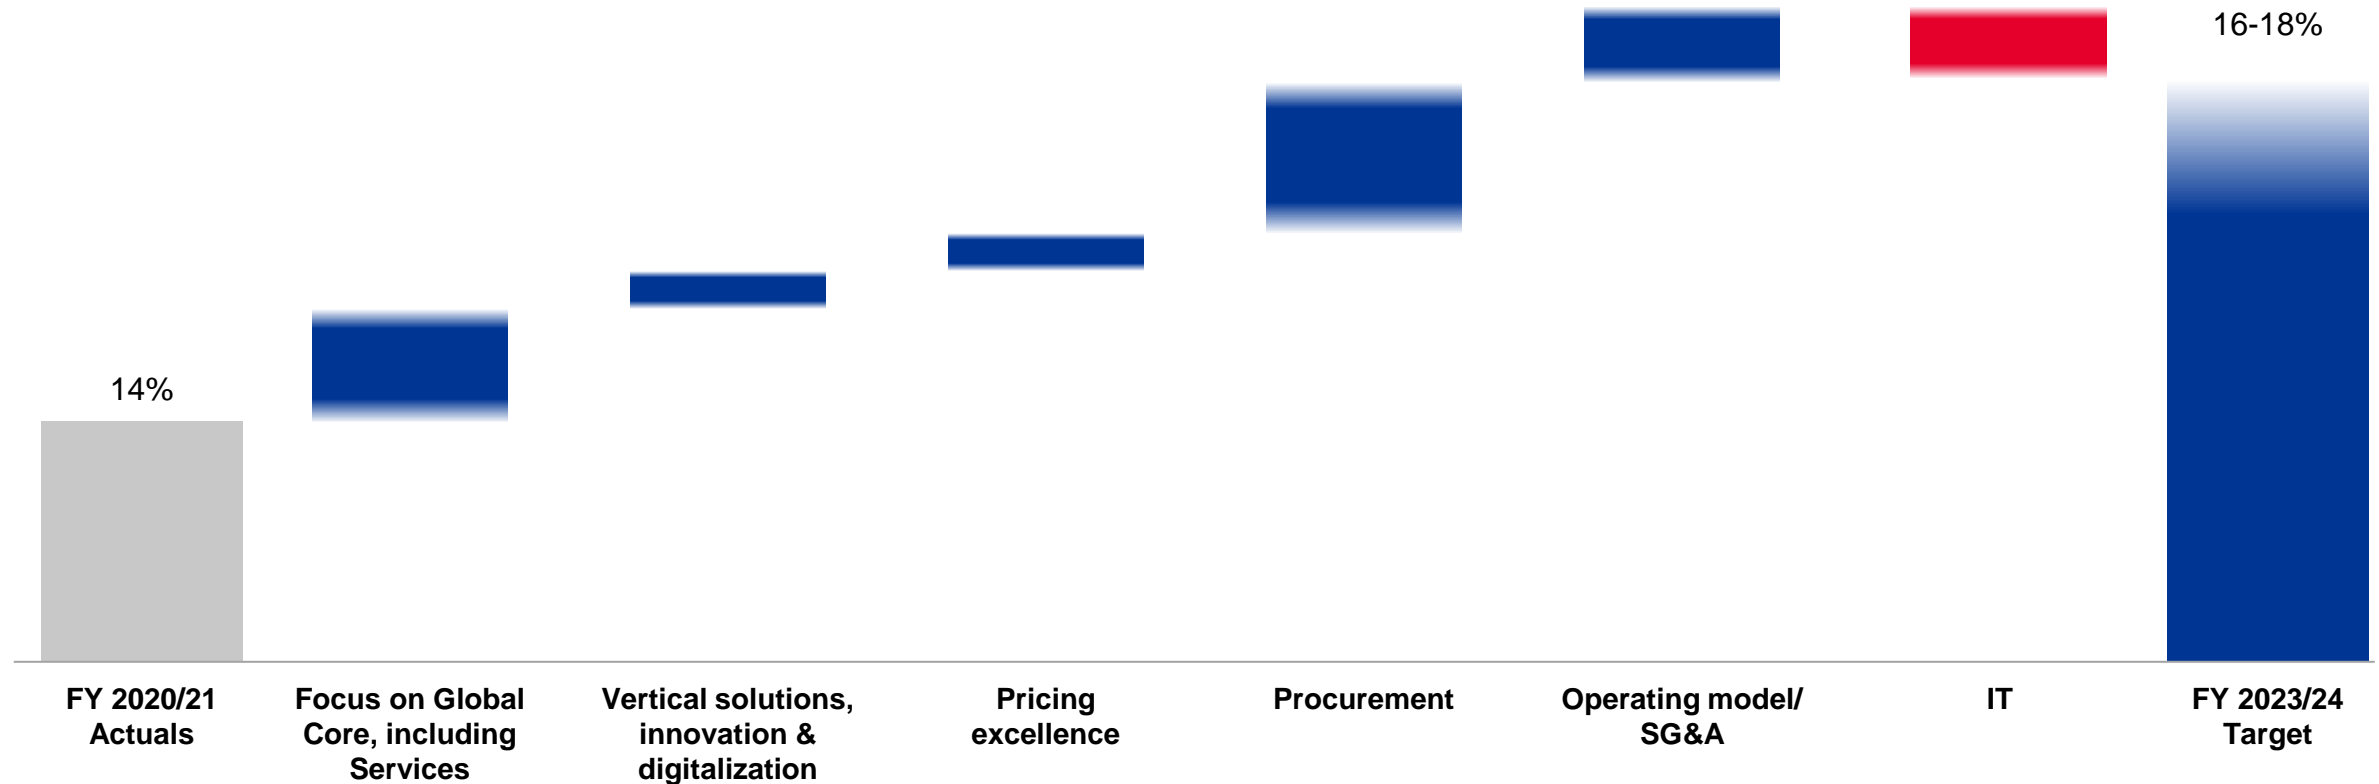 16-18%
14%
FY 2020/21
Actuals
Focus on Global
Core, including
Services
Vertical solutions,
innovation &
digitalization
Pricing
excellence
Procurement
Operating model/
SG&A
IT
FY 2023/24
Target